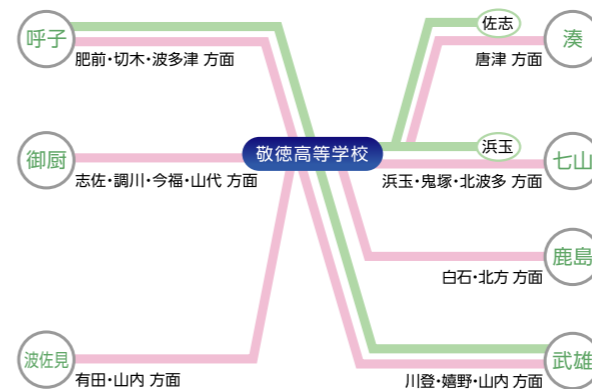 呼子
肥前・切木・波多津 方面
佐志
湊
唐津 方面
敬徳高等学校
浜玉
御厨
志佐・調川・今福・山代 方面
七山
浜玉・鬼塚・北波多 方面
鹿島
白石・北方 方面
波佐見
有田・山内 方面
武雄
川登・嬉野・山内 方面